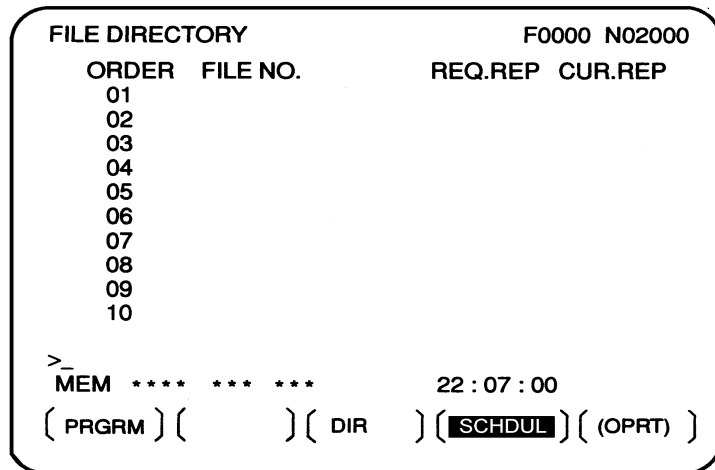 FILE DIRECTORY F0000 N02000
ORDER FILE NO. REQ.REP CUR.REP
01
02
03
04
05
06
07
08
09
10
>_
MEM **** *** *** 22 : 07 : 00
[ PRGRM ] [ ] [ DIR ] [ SCHDUL ] [ (OPRT) ]